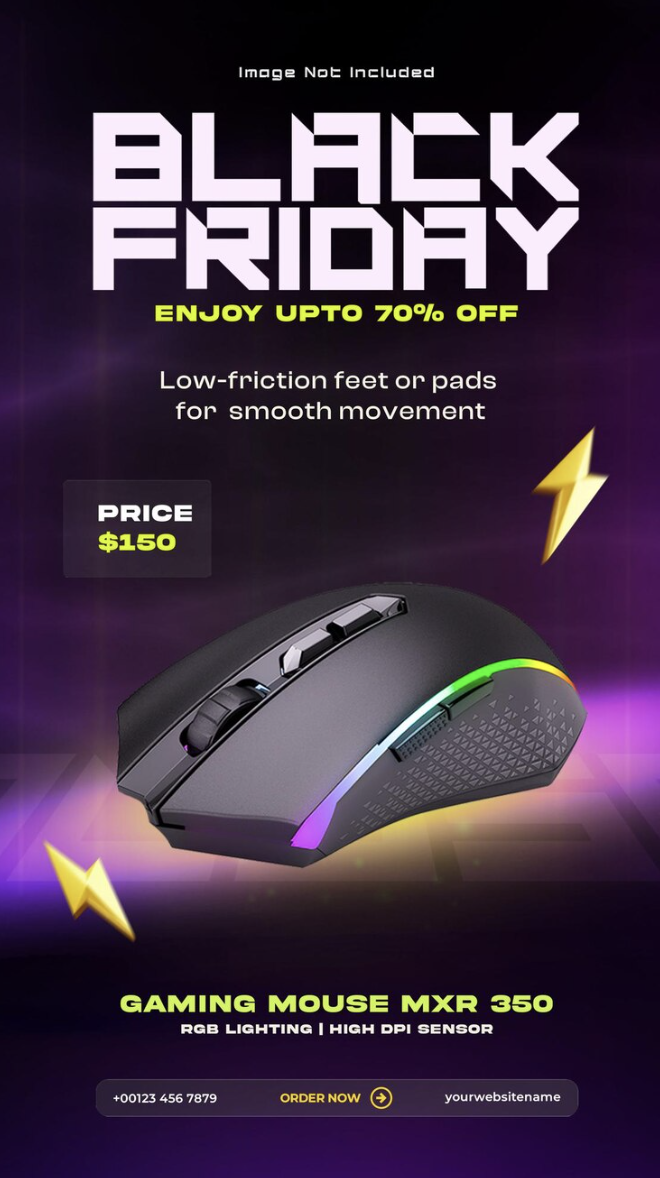 Image Not Included
BLACK
FRIDAY
ENJOY UPTO 70% OFF
Low-friction feet or pads
for smooth movement
PRICE
$150
GAMING MOUSE MXR 350
RGB LIGHTING | HIGH DPI SENSOR
+00123 456 7879 ORDER NOW yourwebsitename